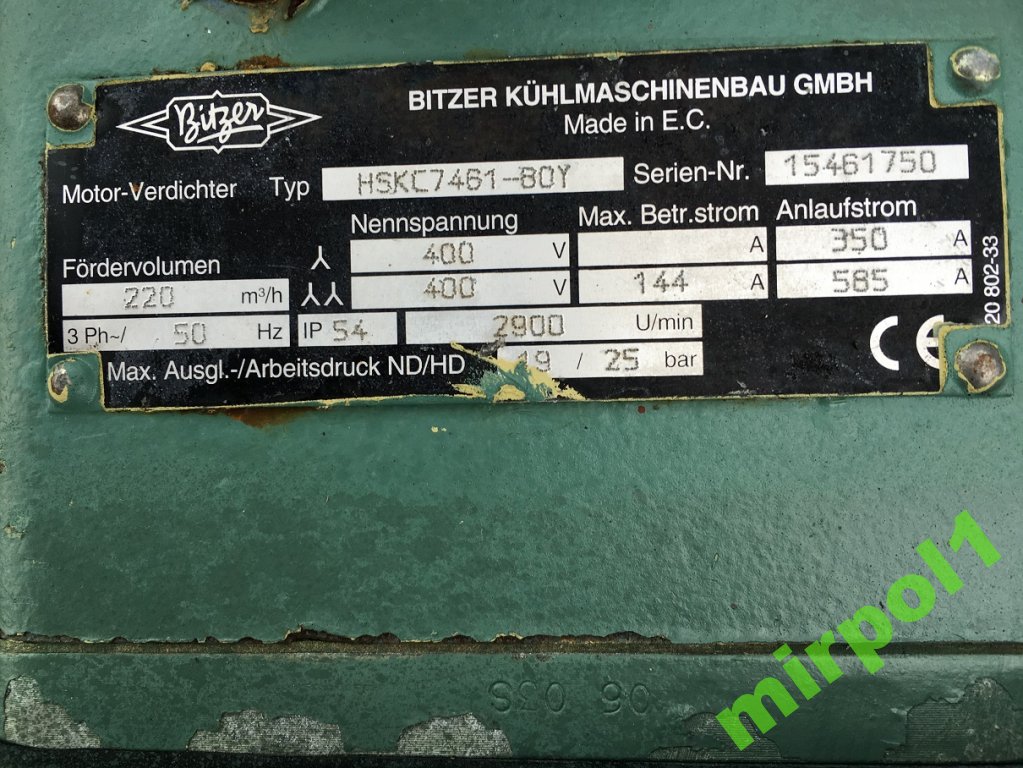 Bitzer
BITZER KÜHLMASCHINENBAU GMBH
Made in E.C.
Motor-Verdichter Typ HSKC7461-80Y Serien-Nr. 15461750
Nennspannung Max. Betr.strom Anlaufstrom
400 V A 350 A
Fördervolumen
400 V 144 A 585 A
220 m³/h
3 Ph~/ 50 Hz IP 54 2900 U/min
Max. Ausgl.-/Arbeitsdruck ND/HD 19 / 25 bar
CE
20 802-33
mirpol1